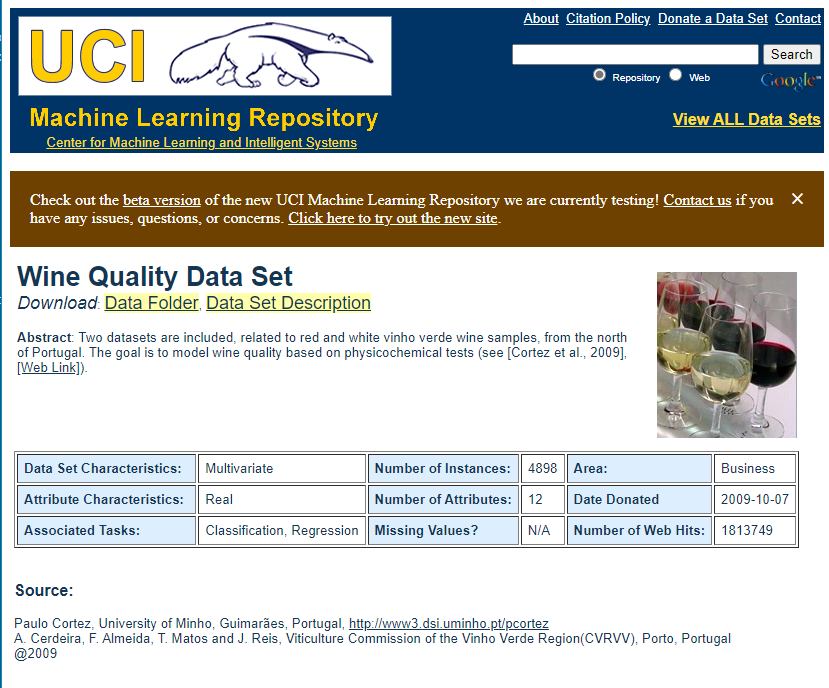 About Citation Policy Donate a Data Set Contact
UCI
Search
Repository Web Google™
Machine Learning Repository
View ALL Data Sets
Center for Machine Learning and Intelligent Systems
Check out the beta version of the new UCI Machine Learning Repository we are currently testing! Contact us if you ×
have any issues, questions, or concerns. Click here to try out the new site.
Wine Quality Data Set
Download: Data Folder, Data Set Description
Abstract: Two datasets are included, related to red and white vinho verde wine samples, from the north
of Portugal. The goal is to model wine quality based on physicochemical tests (see [Cortez et al., 2009],
[Web Link]).
Data Set Characteristics: Multivariate Number of Instances: 4898 Area: Business
Attribute Characteristics: Real Number of Attributes: 12 Date Donated 2009-10-07
Associated Tasks: Classification, Regression Missing Values? N/A Number of Web Hits: 1813749
Source:
Paulo Cortez, University of Minho, Guimarães, Portugal, http://www3.dsi.uminho.pt/pcortez
A. Cerdeira, F. Almeida, T. Matos and J. Reis, Viticulture Commission of the Vinho Verde Region(CVRVV), Porto, Portugal
@2009